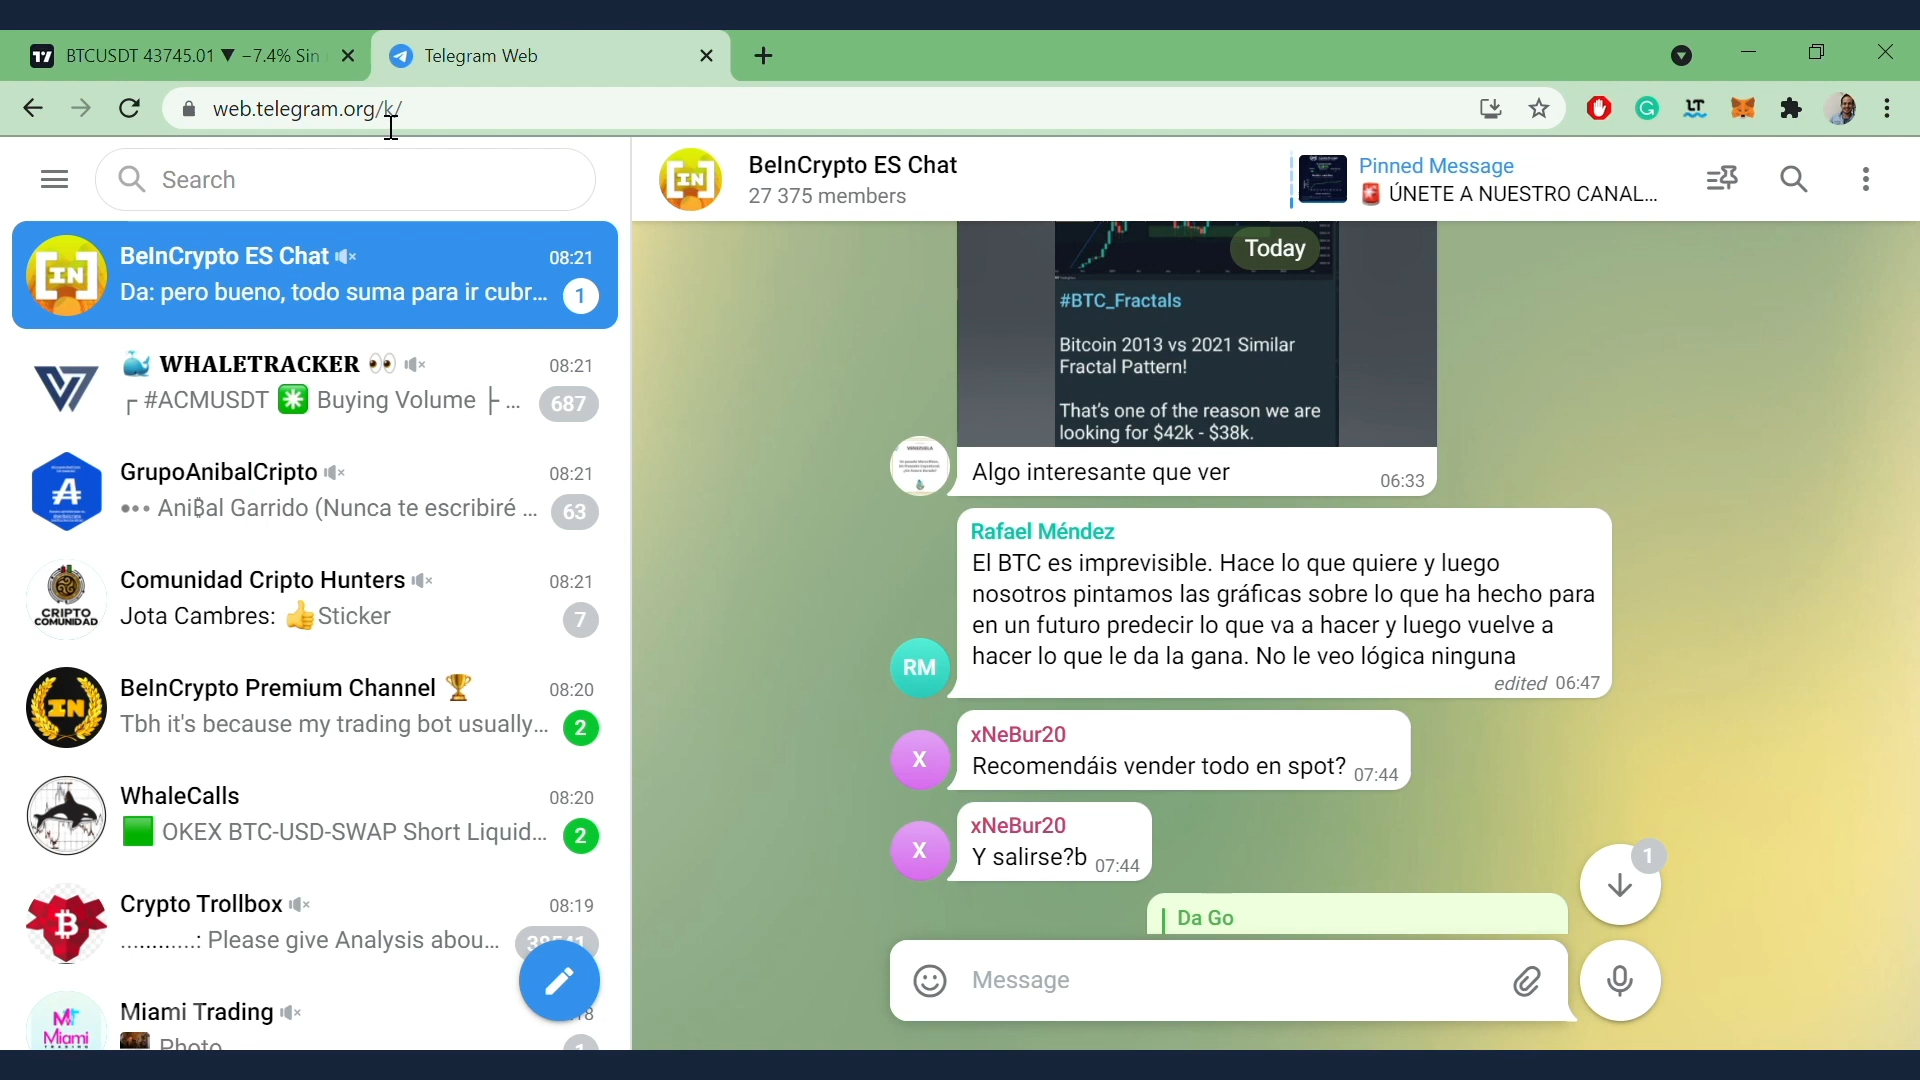 BTCUSDT 43745.01 ▼ −7.4% Sin
Telegram Web
web.telegram.org/k/
Search
BeInCrypto ES Chat
08:21
Da: pero bueno, todo suma para ir cubr...
1
🐳 WHALETRACKER 👀
08:21
┌ #ACMUSDT ✳️ Buying Volume ├ ...
687
GrupoAnibalCripto
08:21
Ani₿al Garrido (Nunca te escribiré ...
63
CRIPTO
COMUNIDAD
Comunidad Cripto Hunters
08:21
Jota Cambres: 👍 Sticker
7
BeInCrypto Premium Channel 🏆
08:20
Tbh it's because my trading bot usually...
2
WhaleCalls
08:20
🟩 OKEX BTC-USD-SWAP Short Liquid...
2
Crypto Trollbox
08:19
............: Please give Analysis abou...
Miami Trading
Miami
Photo
BeInCrypto ES Chat
27 375 members
Pinned Message
🚨 ÚNETE A NUESTRO CANAL...
Today
#BTC_Fractals
Bitcoin 2013 vs 2021 Similar
Fractal Pattern!
That's one of the reason we are
looking for $42k - $38k.
VENEZUELA
Algo interesante que ver
06:33
Rafael Méndez
El BTC es imprevisible. Hace lo que quiere y luego
nosotros pintamos las gráficas sobre lo que ha hecho para
en un futuro predecir lo que va a hacer y luego vuelve a
hacer lo que le da la gana. No le veo lógica ninguna
edited 06:47
RM
xNeBur20
Recomendáis vender todo en spot? 07:44
X
xNeBur20
Y salirse?b 07:44
X
1
Da Go
Message